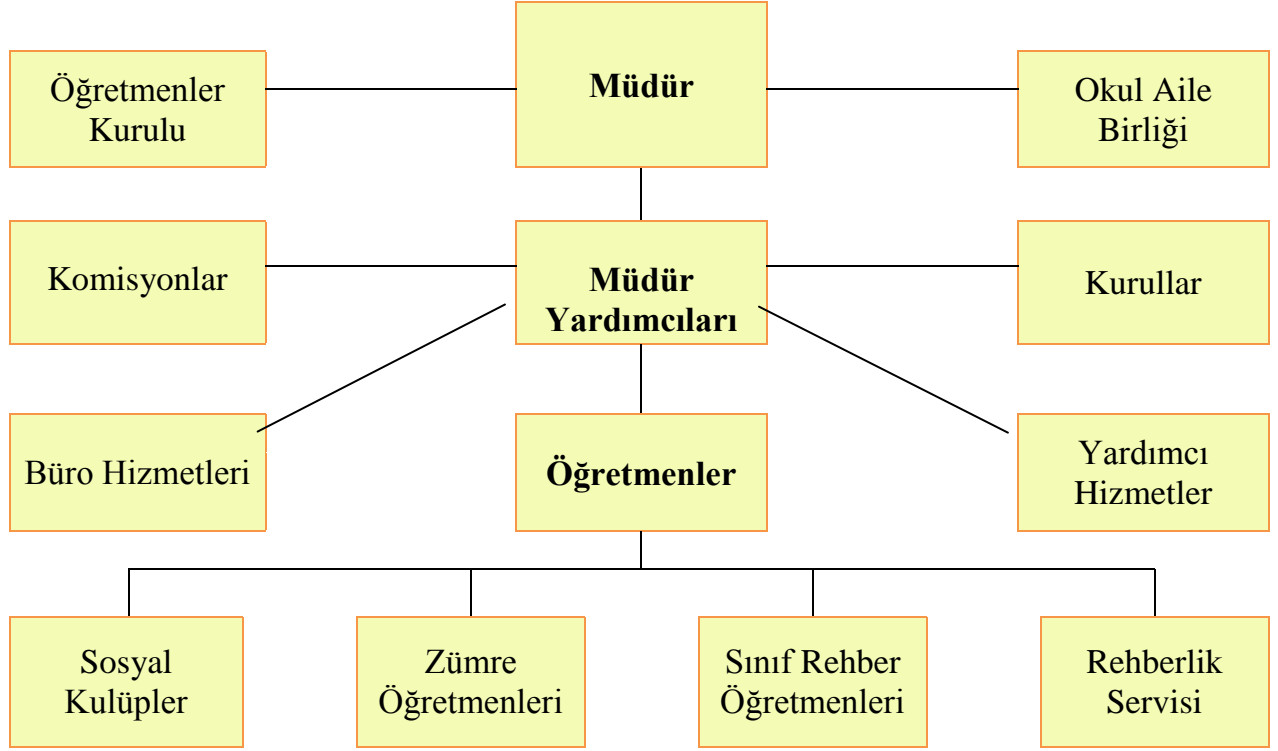 Öğretmenler
Kurulu
Müdür
Okul Aile
Birliği
Komisyonlar
Müdür
Yardımcıları
Kurullar
Büro Hizmetleri
Öğretmenler
Yardımcı
Hizmetler
Sosyal
Kulüpler
Zümre
Öğretmenleri
Sınıf Rehber
Öğretmenleri
Rehberlik
Servisi